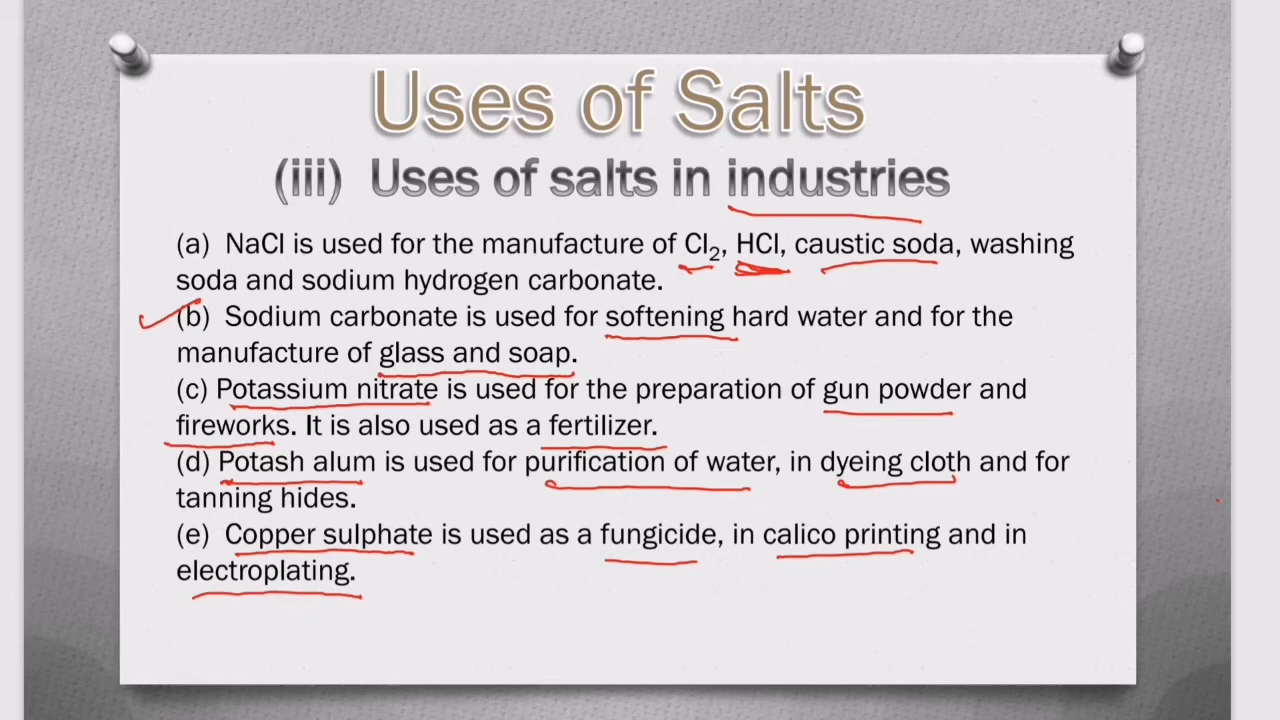 Uses of Salts
(iii) Uses of salts in industries
(a) NaCl is used for the manufacture of Cl₂, HCl, caustic soda, washing
soda and sodium hydrogen carbonate.
(b) Sodium carbonate is used for softening hard water and for the
manufacture of glass and soap.
(c) Potassium nitrate is used for the preparation of gun powder and
fireworks. It is also used as a fertilizer.
(d) Potash alum is used for purification of water, in dyeing cloth and for
tanning hides.
(e) Copper sulphate is used as a fungicide, in calico printing and in
electroplating.